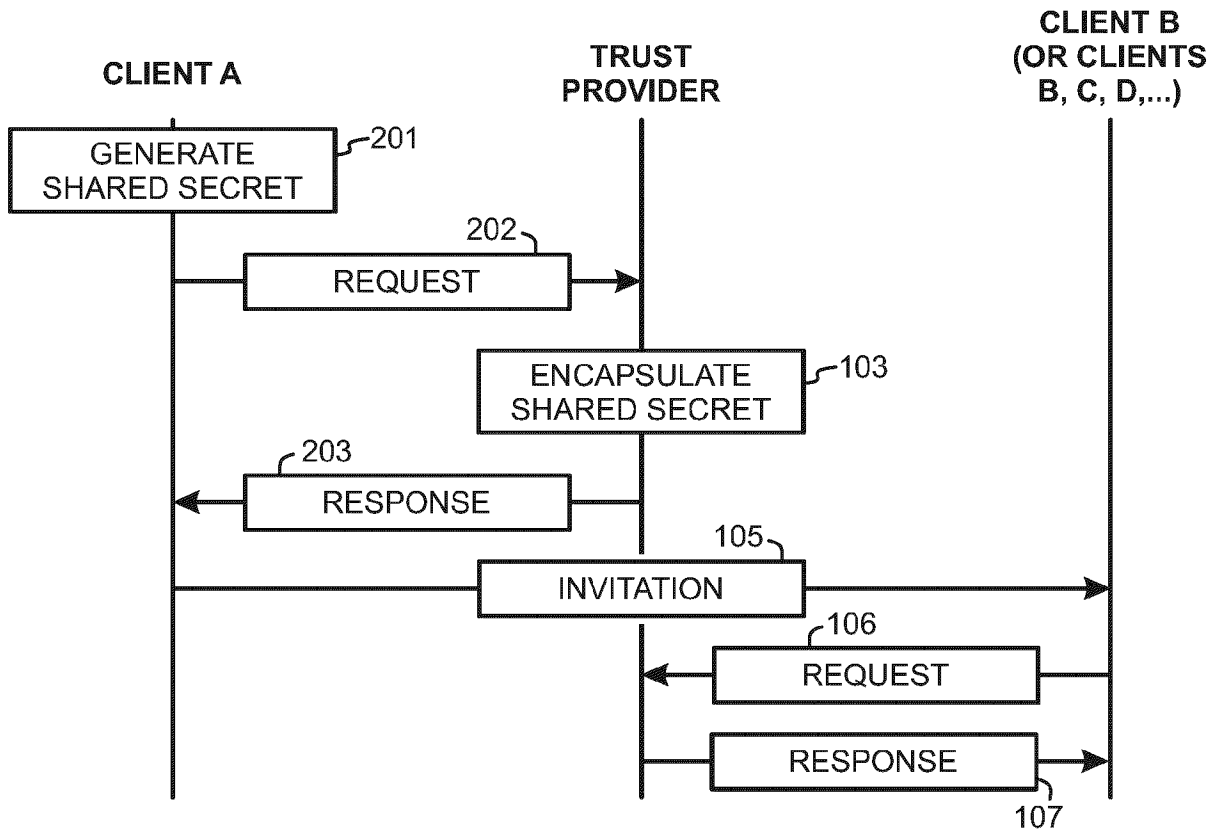 CLIENT A
TRUST
PROVIDER
CLIENT B
(OR CLIENTS
B, C, D,...)
GENERATE
SHARED SECRET
201
202
REQUEST
ENCAPSULATE
SHARED SECRET
103
203
RESPONSE
105
INVITATION
106
REQUEST
RESPONSE
107